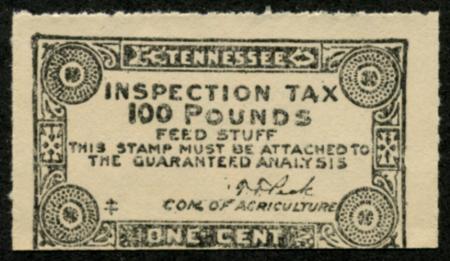 TENNESSEE
INSPECTION TAX
100 POUNDS
FEED STUFF
THIS STAMP MUST BE ATTACHED TO
THE GUARANTEED ANALYSIS
Peck
COM. OF AGRICULTURE
ONE CENT